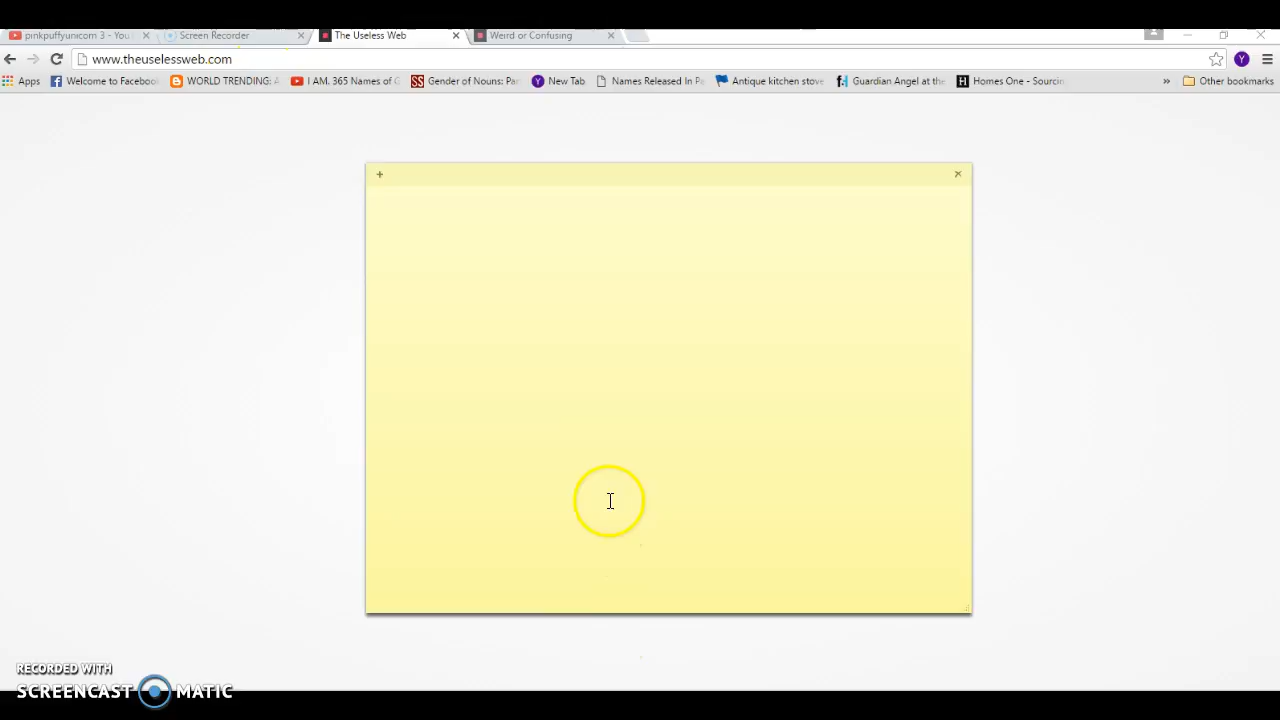 pinkpuffyunicorn 3 - You
Screen Recorder
The Useless Web
Weird or Confusing
www.theuselessweb.com
Apps
Welcome to Facebook
WORLD TRENDING: A
I AM. 365 Names of G
Gender of Nouns: Pa
New Tab
Names Released In Pa
Antique kitchen stove
Guardian Angel at the
Homes One - Sourcin
»
Other bookmarks
+
×
RECORDED WITH
SCREENCAST MATIC